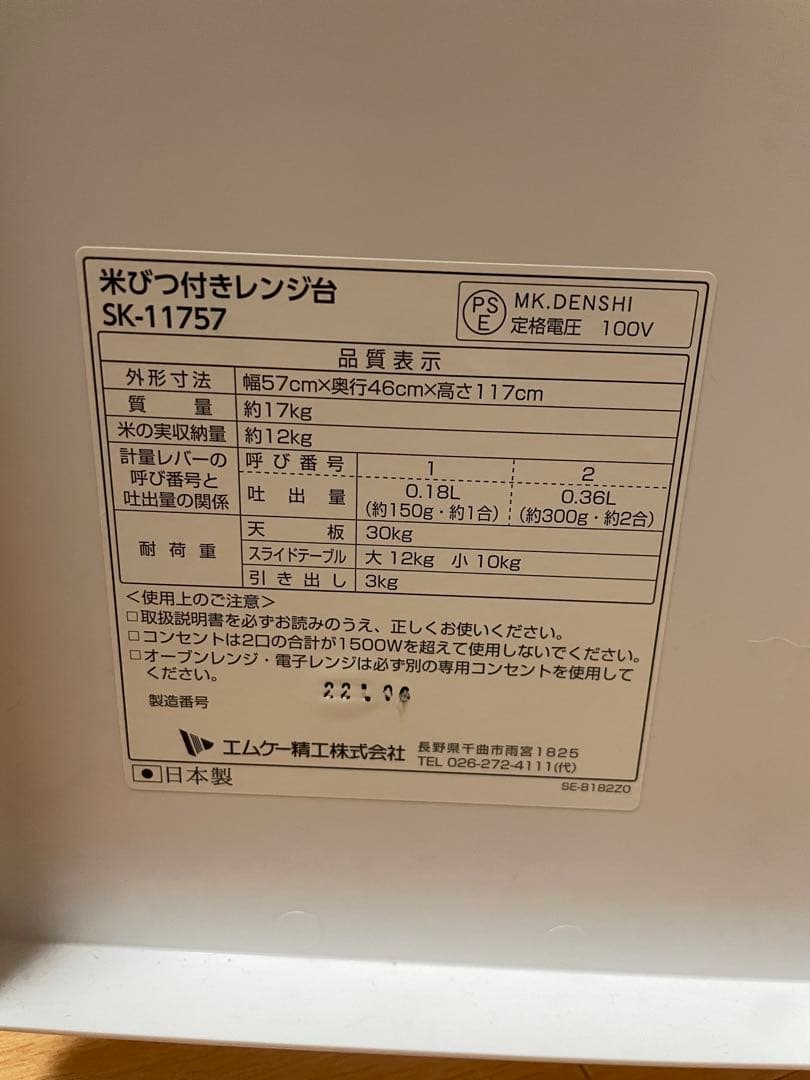 米びつ付きレンジ台
SK-11757
PSE
MK.DENSHI
定格電圧 100V
品質表示
外形寸法 幅57cm×奥行46cm×高さ117cm
質量 約17kg
米の実収納量 約12kg
計量レバーの呼び番号と吐出量の関係 呼び番号 1 2
吐出量 0.18L(約150g・約1合) 0.36L(約300g・約2合)
耐荷重 天板 30kg
スライドテーブル 大 12kg 小 10kg
引き出し 3kg
<使用上のご注意>
□取扱説明書を必ずお読みのうえ、正しくお使いください。
□コンセントは2口の合計が1500Wを超えて使用しないでください。
□オーブンレンジ・電子レンジは必ず別の専用コンセントを使用して
ください。
製造番号
エムケー精工株式会社 長野県千曲市雨宮1825
TEL 026-272-4111(代)
日本製
SE-8182Z0